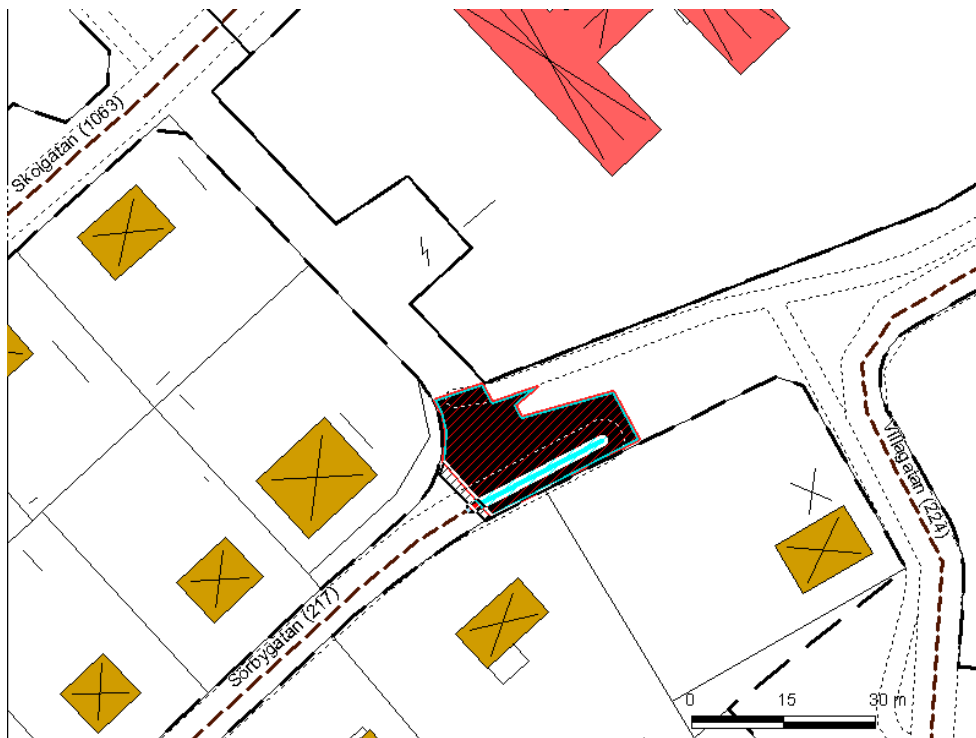 Skolgatan (1063)
Villagatan (224)
Sörbygatan (217)
0 15 30 m